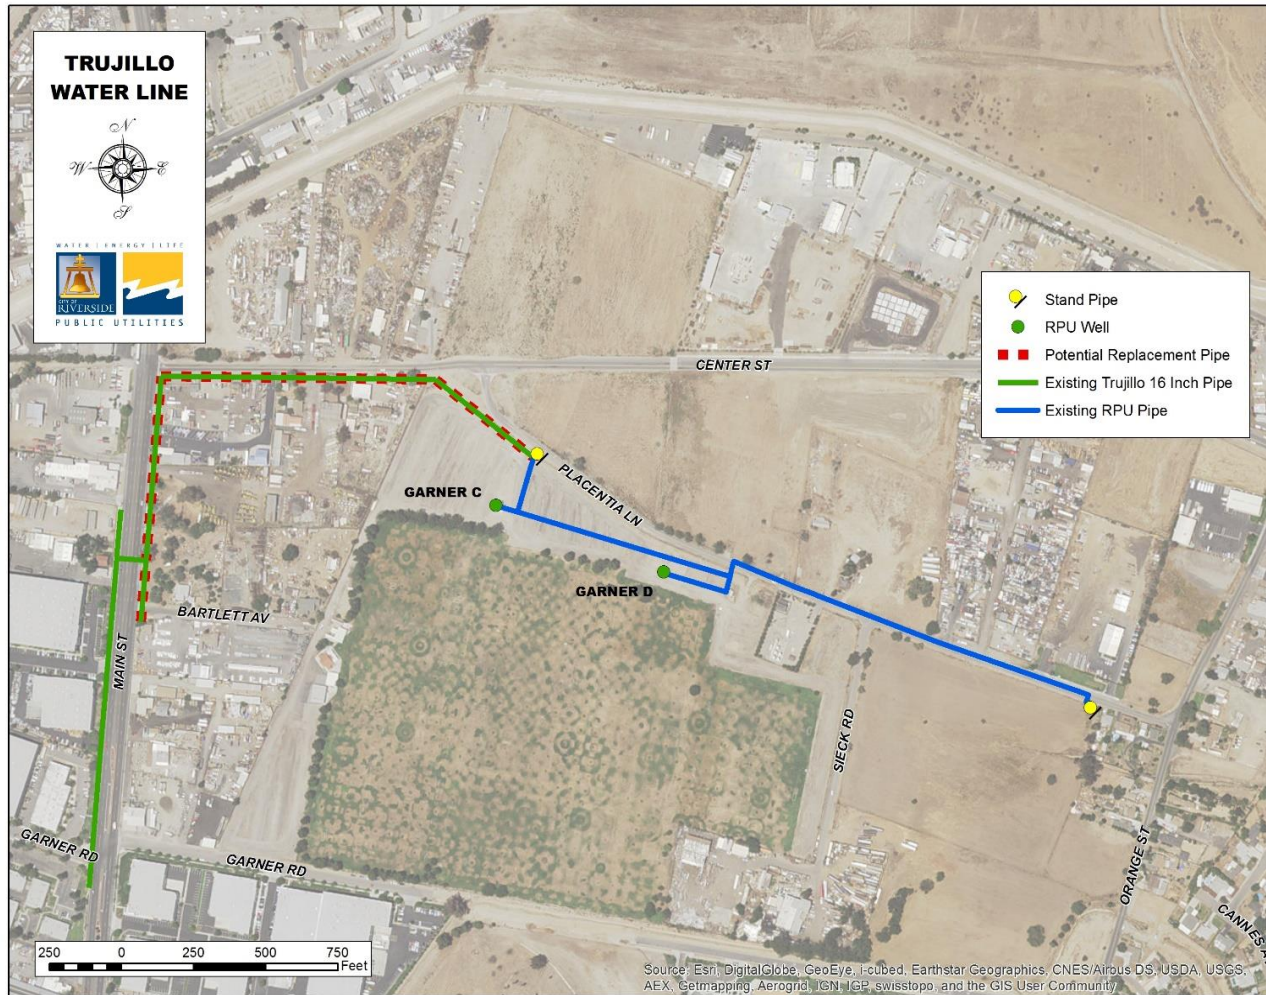 TRUJILLO
WATER LINE
N
W
E
S
WATER | ENERGY | LIFE
CITY OF
RIVERSIDE
PUBLIC UTILITIES
Stand Pipe
RPU Well
Potential Replacement Pipe
Existing Trujillo 16 Inch Pipe
Existing RPU Pipe
CENTER ST
PLACENTIA LN
GARNER C
GARNER D
BARTLETT AV
MAIN ST
SIECK RD
ORANGE ST
GARNER RD
GARNER RD
CANNES A
250 0 250 500 750
Feet
Source: Esri, DigitalGlobe, GeoEye, i-cubed, Earthstar Geographics, CNES/Airbus DS, USDA, USGS,
AEX, Getmapping, Aerogrid, IGN, IGP, swisstopo, and the GIS User Community